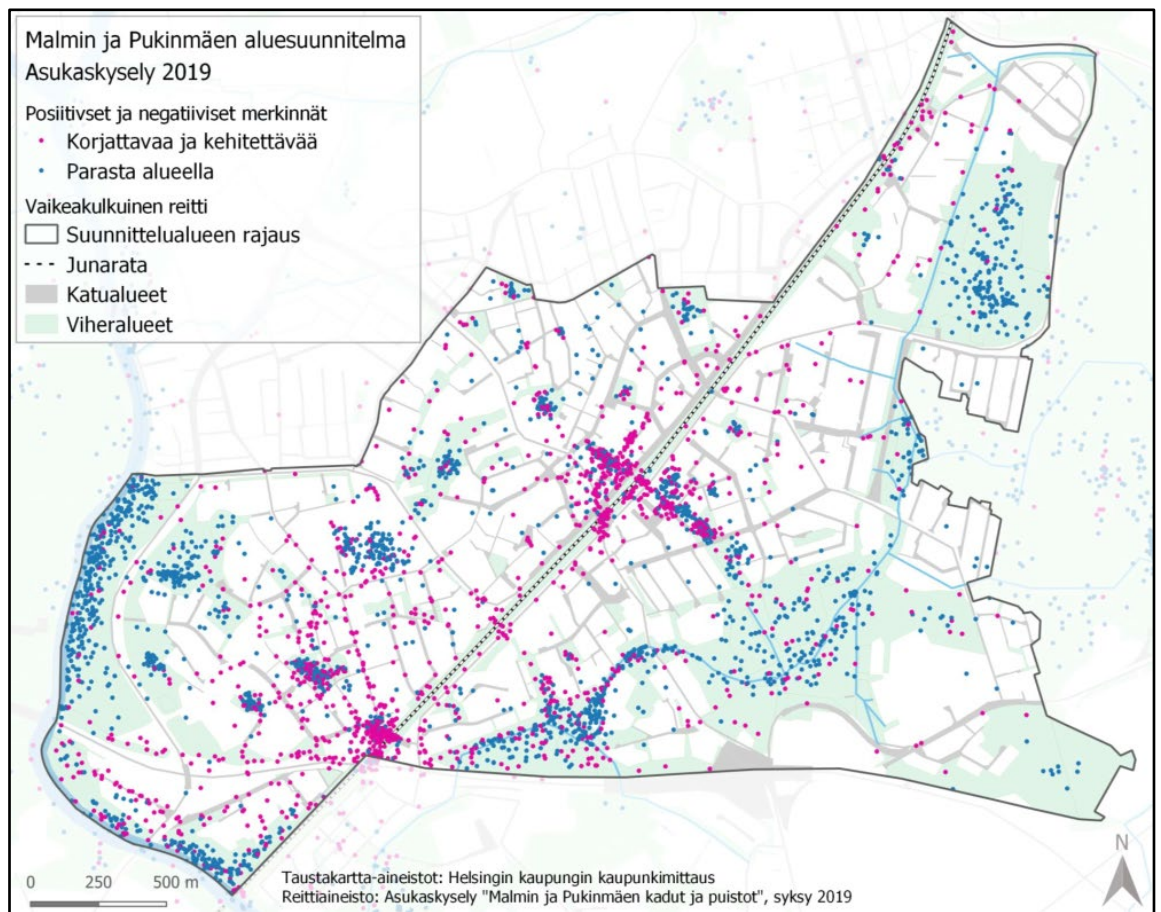 Malmin ja Pukinmäen aluesuunnitelma
Asukaskysely 2019
Posiitivset ja negatiiviset merkinnät
Korjattavaa ja kehitettävää
Parasta alueella
Vaikeakulkuinen reitti
Suunnittelualueen rajaus
Junarata
Katualueet
Viheralueet
N
0 250 500 m
Taustakartta-aineistot: Helsingin kaupungin kaupunkimittaus
Reittiaineisto: Asukaskysely "Malmin ja Pukinmäen kadut ja puistot", syksy 2019